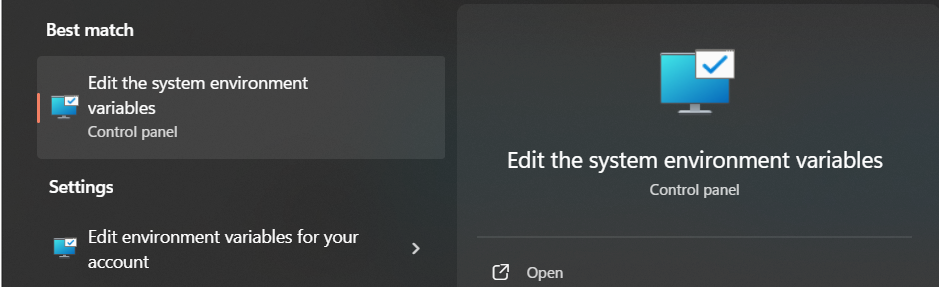 Best match
Edit the system environment
variables
Control panel
Settings
Edit environment variables for your
account
Edit the system environment variables
Control panel
Open